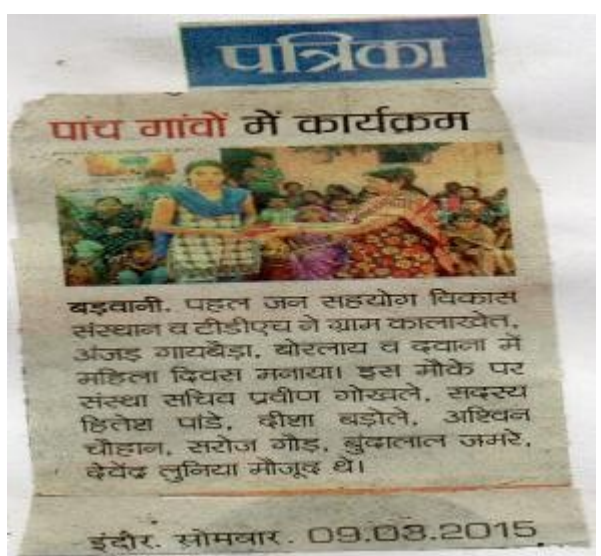 पत्रिका
पांच गांवों में कार्यक्रम
बड़वानी. पहल जन सहयोग विकास
संस्थान व टीडीएच ने ग्राम कालाखेत,
अंजड़ गायबैड़ा, बोरलाय व दवाना में
महिला दिवस मनाया। इस मौके पर
संस्था सचिव प्रवीण गोखले, सदस्य
हितेश पांडे, दीशा बड़ोले, अश्विन
चौहान, सरोज गौड़, बुंदालाल जमरे,
देवेंद्र लुनिया मौजूद थे।
इंदौर. सोमवार. 09.03.2015